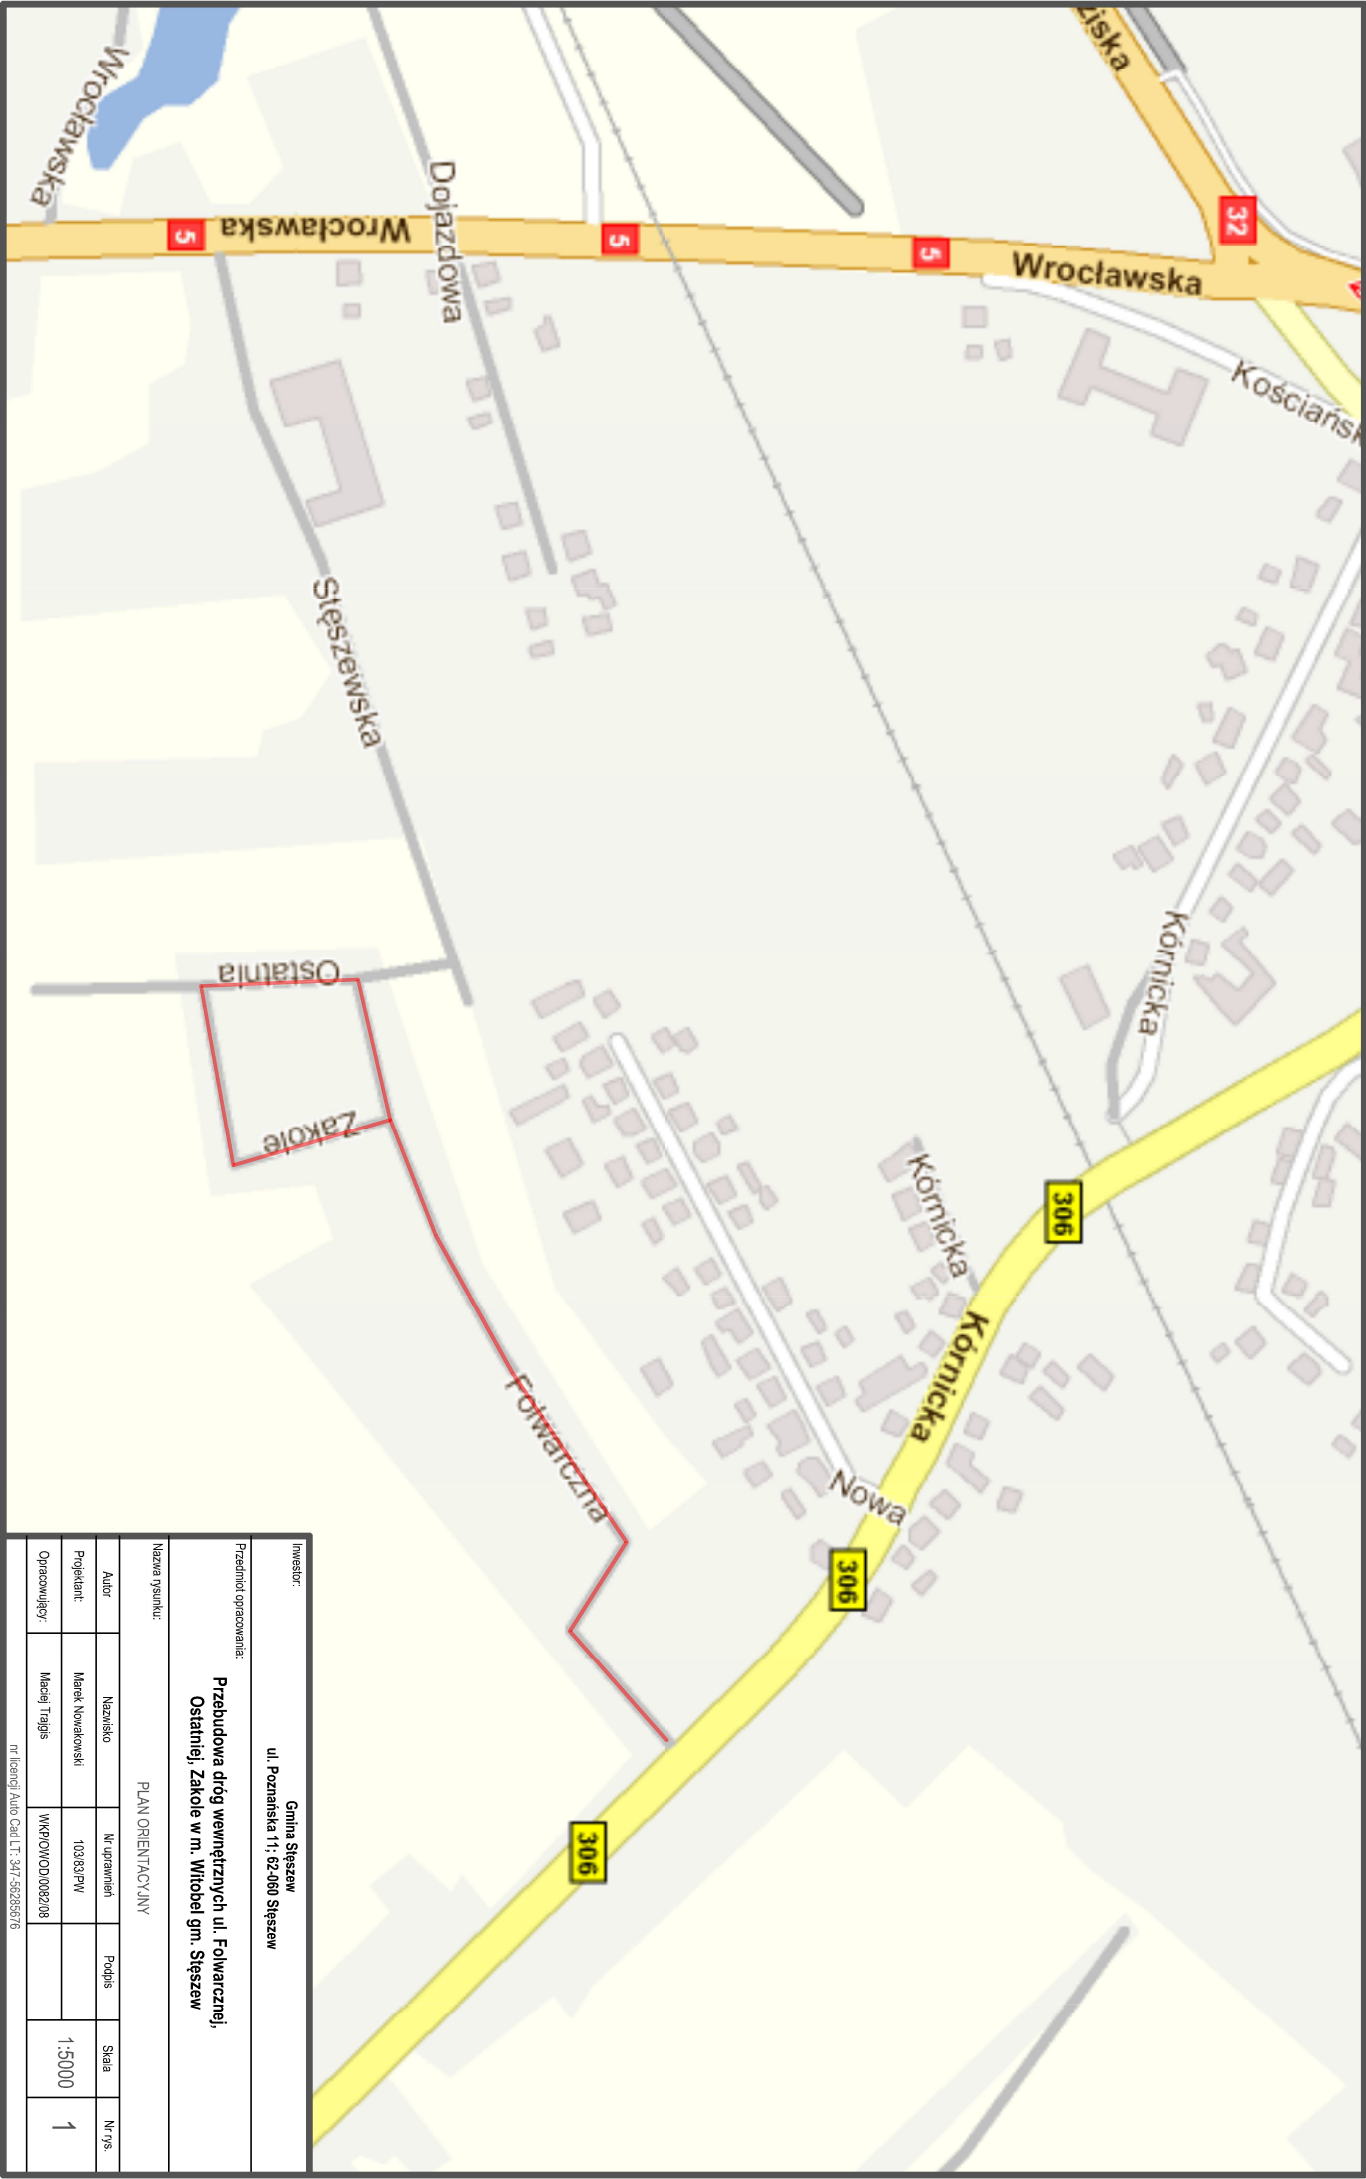 Wrocławska
Dojazdowa
Wrocławska
5
5
5
Wrocławska
32
Kościańsk
ziska
Stęszewska
Ostatnia
Zakole
Folwarczna
Kórnicka
Kórnicka
306
Kórnicka
Nowa
306
306
Inwestor:
Gmina Stęszew
ul. Poznańska 11; 62-060 Stęszew
Przedmiot opracowania:
Przebudowa dróg wewnętrznych ul. Folwarcznej,
Ostatniej, Zakole w m. Witobel gm. Stęszew
Nazwa rysunku:
PLAN ORIENTACYJNY
Autor Nazwisko Nr uprawnień Podpis Skala Nr rys.
Projektant: Marek Nowakowski 103/83/PW 1:5000 1
Opracowujący: Maciej Trajgis WKP/OWOD/0082/08
nr licencji Auto Cad LT: 347-56285676